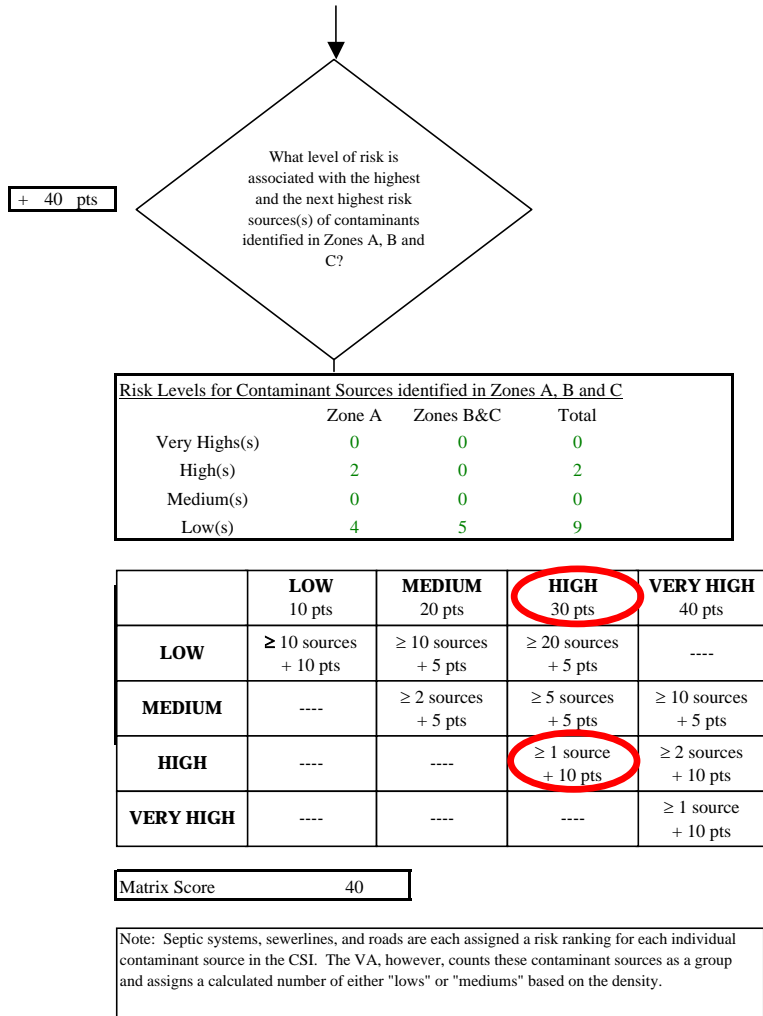 What level of risk is
associated with the highest
and the next highest risk
sources(s) of contaminants
identified in Zones A, B and
C?
+ 40 pts
Risk Levels for Contaminant Sources identified in Zones A, B and C
Zone A Zones B&C Total
Very Highs(s) 0 0 0
High(s) 2 0 2
Medium(s) 0 0 0
Low(s) 4 5 9
LOW MEDIUM HIGH VERY HIGH
10 pts 20 pts 30 pts 40 pts
LOW ≥ 10 sources ≥ 10 sources ≥ 20 sources ----
+ 10 pts + 5 pts + 5 pts
MEDIUM ---- ≥ 2 sources ≥ 5 sources ≥ 10 sources
+ 5 pts + 5 pts + 5 pts
HIGH ---- ---- ≥ 1 source ≥ 2 sources
+ 10 pts + 10 pts
VERY HIGH ---- ---- ---- ≥ 1 source
+ 10 pts
Matrix Score 40
Note: Septic systems, sewerlines, and roads are each assigned a risk ranking for each individual
contaminant source in the CSI. The VA, however, counts these contaminant sources as a group
and assigns a calculated number of either "lows" or "mediums" based on the density.